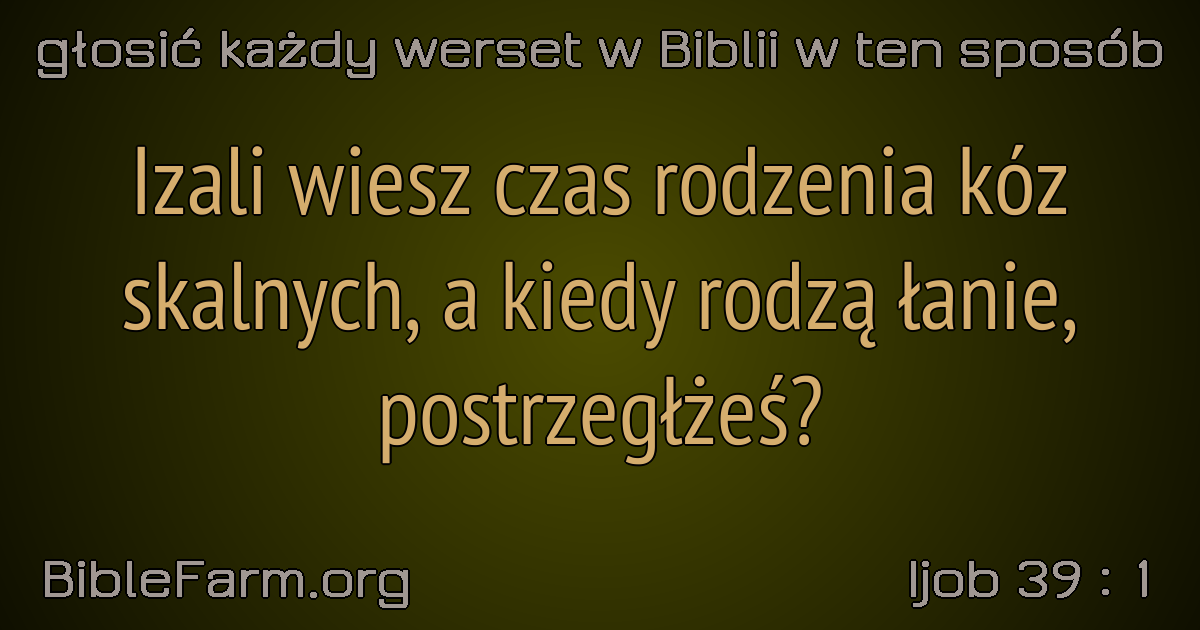 głosić każdy werset w Biblii w ten sposób
Izali wiesz czas rodzenia kóz
skalnych, a kiedy rodzą łanie,
postrzegłżeś?
BibleFarm.org
Ijob 39 : 1